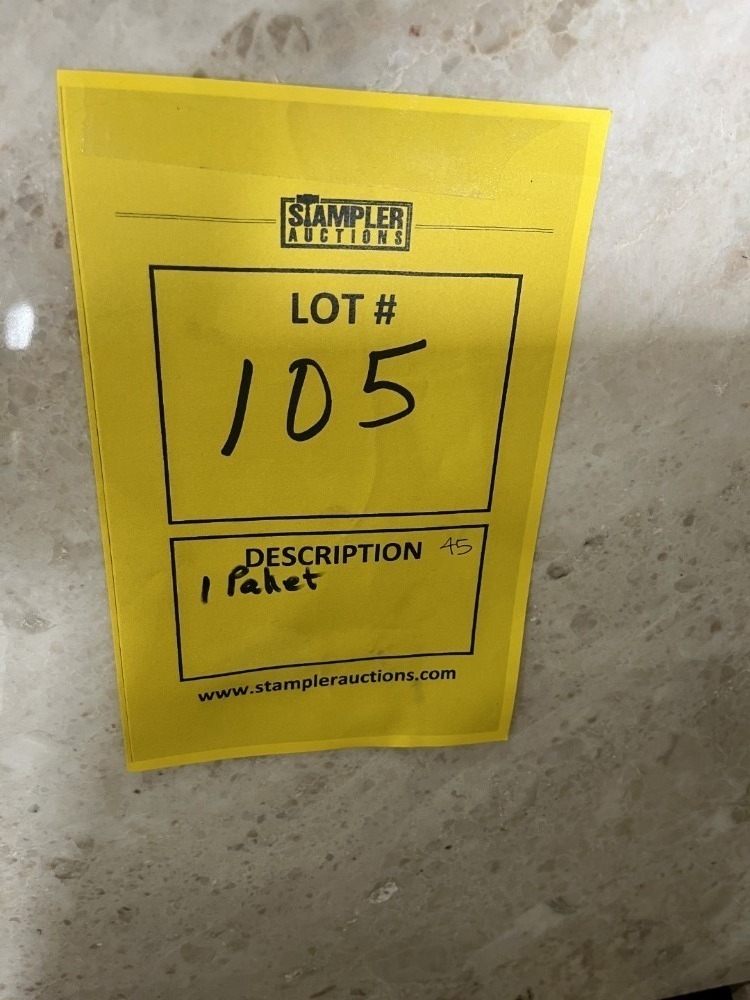 STAMPLER
AUCTIONS
LOT #
105
DESCRIPTION 45
1 Pallet
www.stamplerauctions.com